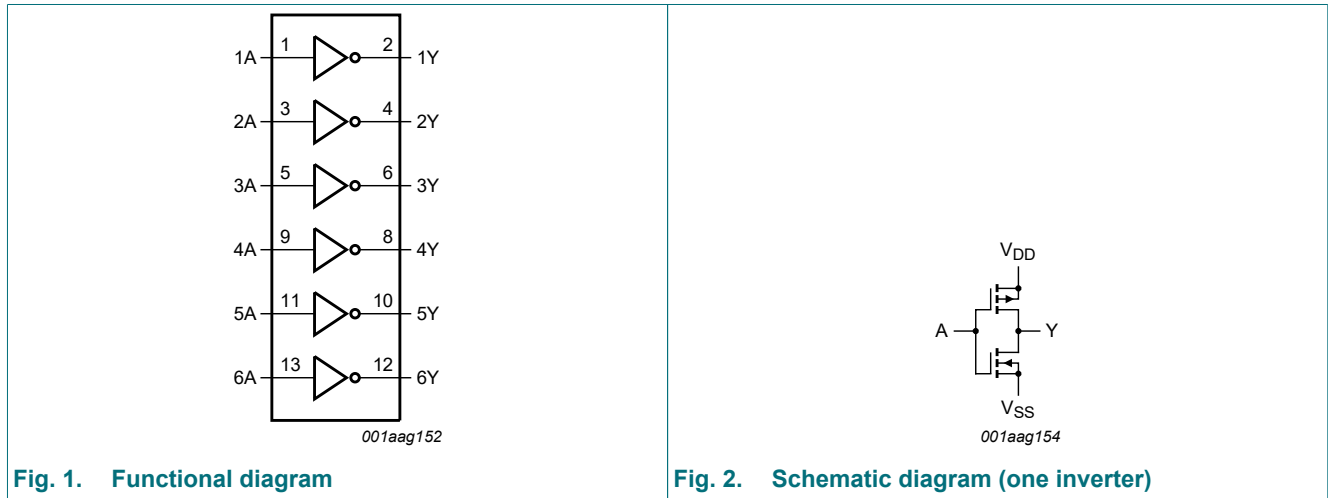 1A 1 2 1Y
2A 3 4 2Y
3A 5 6 3Y
4A 9 8 4Y
5A 11 10 5Y
6A 13 12 6Y
001aag152
Fig. 1. Functional diagram
VDD
A Y
VSS
001aag154
Fig. 2. Schematic diagram (one inverter)